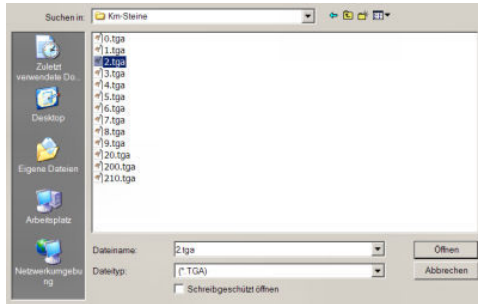 Suchen in:
Km-Steine
Zuletzt
verwendete Do...
Desktop
Eigene Dateien
Arbeitsplatz
Netzwerkumgebu
ng
0.tga
1.tga
2.tga
3.tga
4.tga
5.tga
6.tga
7.tga
8.tga
9.tga
20.tga
200.tga
210.tga
Dateiname:
2.tga
Öffnen
Dateityp:
(*.TGA)
Abbrechen
Schreibgeschützt öffnen